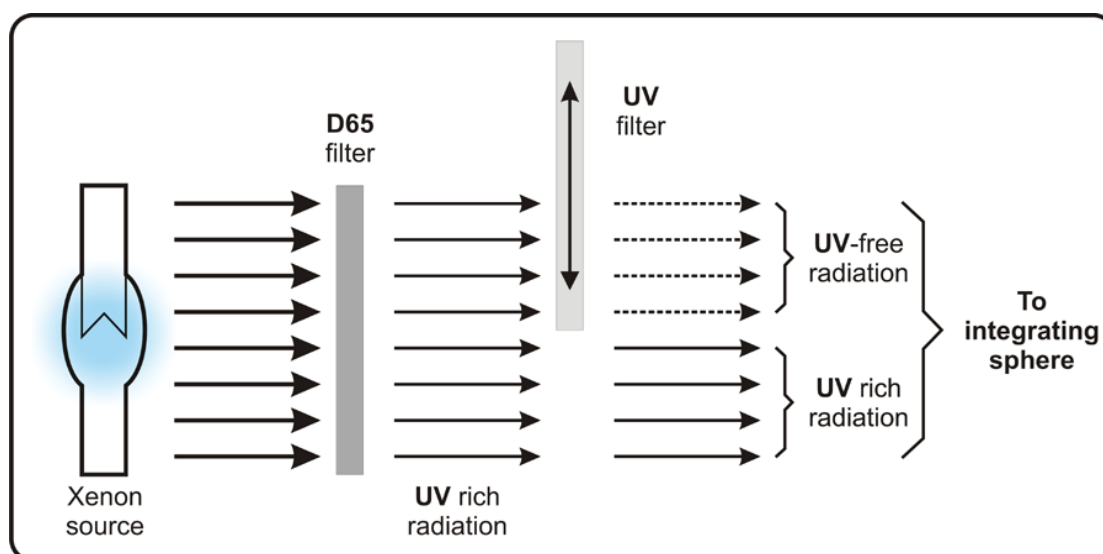 UV
filter
D65
filter
UV-free
radiation
To
integrating
sphere
UV rich
radiation
Xenon
source
UV rich
radiation